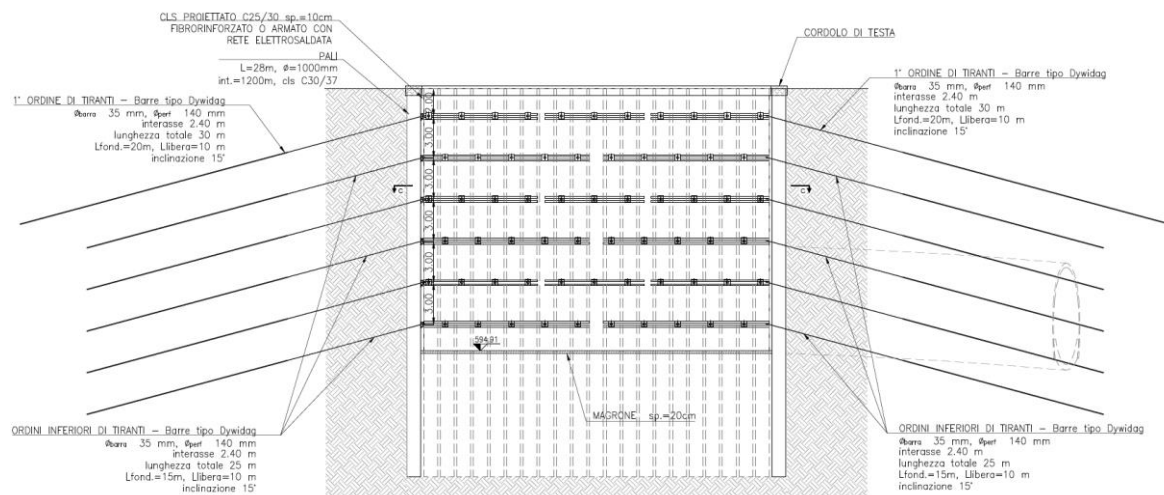 CLS PROIETTATO C25/30 sp.=10cm
FIBRORINFORZATO O ARMATO CON
RETE ELETTROSALDATA
PALI
L=28m, ø=1000mm
int.=1200m, cls C30/37
CORDOLO DI TESTA
1° ORDINE DI TIRANTI – Barre tipo Dywidag
Øbarra 35 mm, Øperf 140 mm
interasse 2.40 m
lunghezza totale 30 m
Lfond.=20m, Llibera=10 m
inclinazione 15°
1° ORDINE DI TIRANTI – Barre tipo Dywidag
Øbarra 35 mm, Øperf 140 mm
interasse 2.40 m
lunghezza totale 30 m
Lfond.=20m, Llibera=10 m
inclinazione 15°
2.00
3.00
3.00
3.00
3.00
3.00
C
C
594.91
MAGRONE sp.=20cm
ORDINI INFERIORI DI TIRANTI – Barre tipo Dywidag
Øbarra 35 mm, Øperf 140 mm
interasse 2.40 m
lunghezza totale 25 m
Lfond.=15m, Llibera=10 m
inclinazione 15°
ORDINI INFERIORI DI TIRANTI – Barre tipo Dywidag
Øbarra 35 mm, Øperf 140 mm
interasse 2.40 m
lunghezza totale 25 m
Lfond.=15m, Llibera=10 m
inclinazione 15°